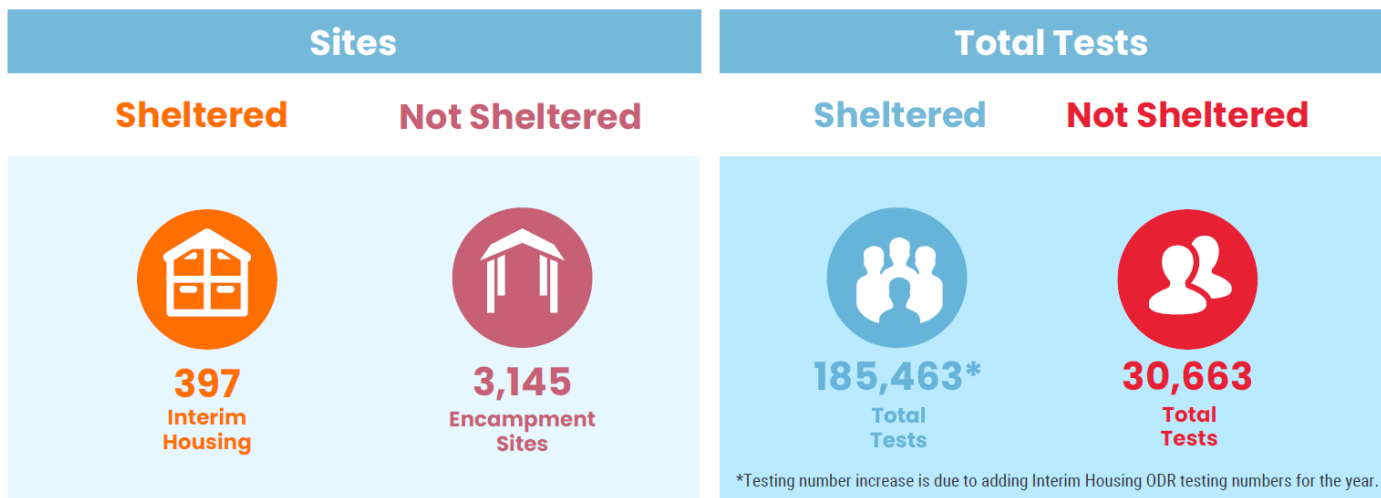 Sites
Sheltered
Not Sheltered
397
Interim
Housing
3,145
Encampment
Sites
Total Tests
Sheltered
Not Sheltered
185,463*
Total
Tests
30,663
Total
Tests
*Testing number increase is due to adding Interim Housing ODR testing numbers for the year.